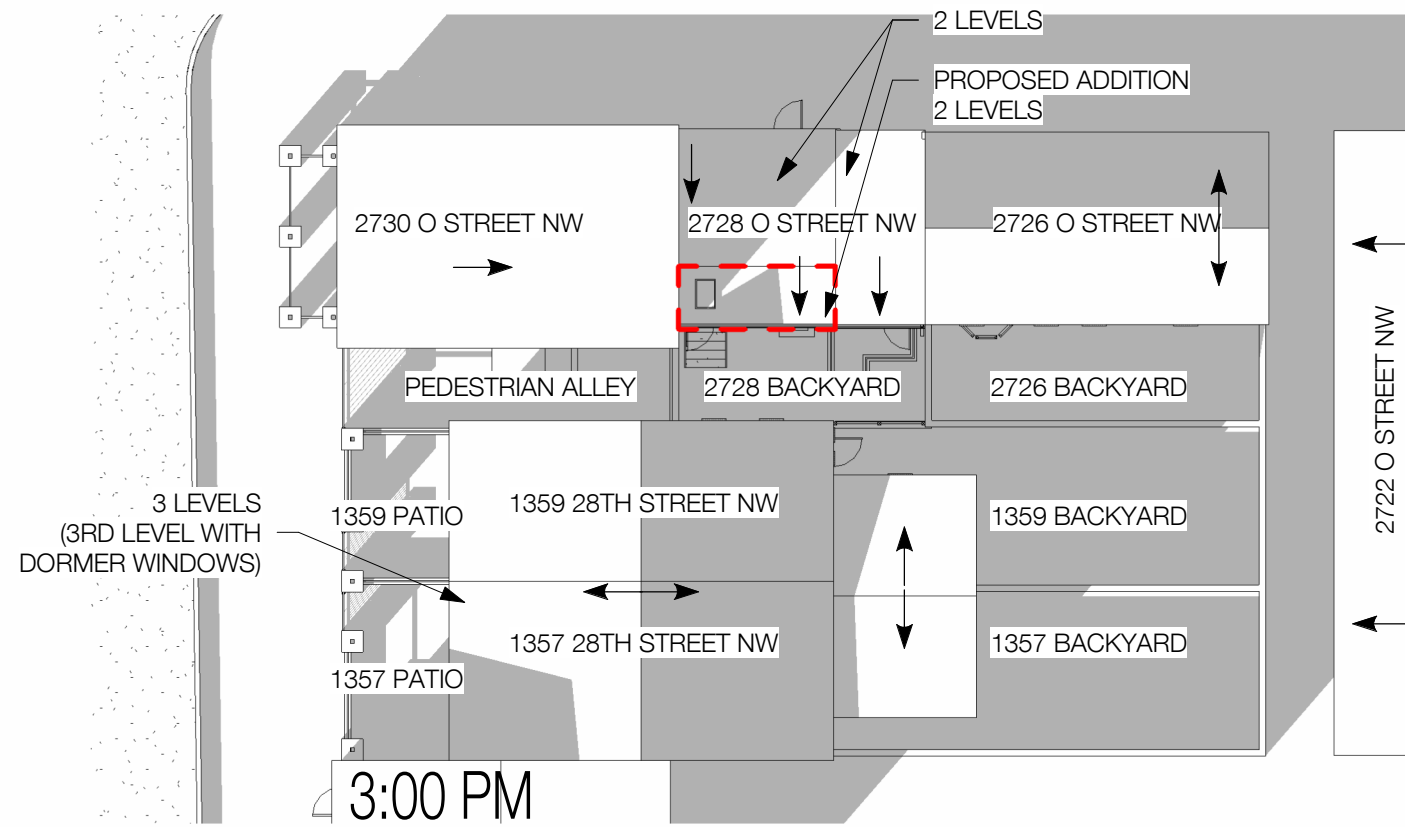 2 LEVELS
PROPOSED ADDITION
2 LEVELS
2730 O STREET NW
2728 O STREET NW
2726 O STREET NW
2722 O STREET NW
PEDESTRIAN ALLEY
2728 BACKYARD
2726 BACKYARD
3 LEVELS
(3RD LEVEL WITH
DORMER WINDOWS)
1359 PATIO
1359 28TH STREET NW
1359 BACKYARD
1357 28TH STREET NW
1357 BACKYARD
1357 PATIO
3:00 PM